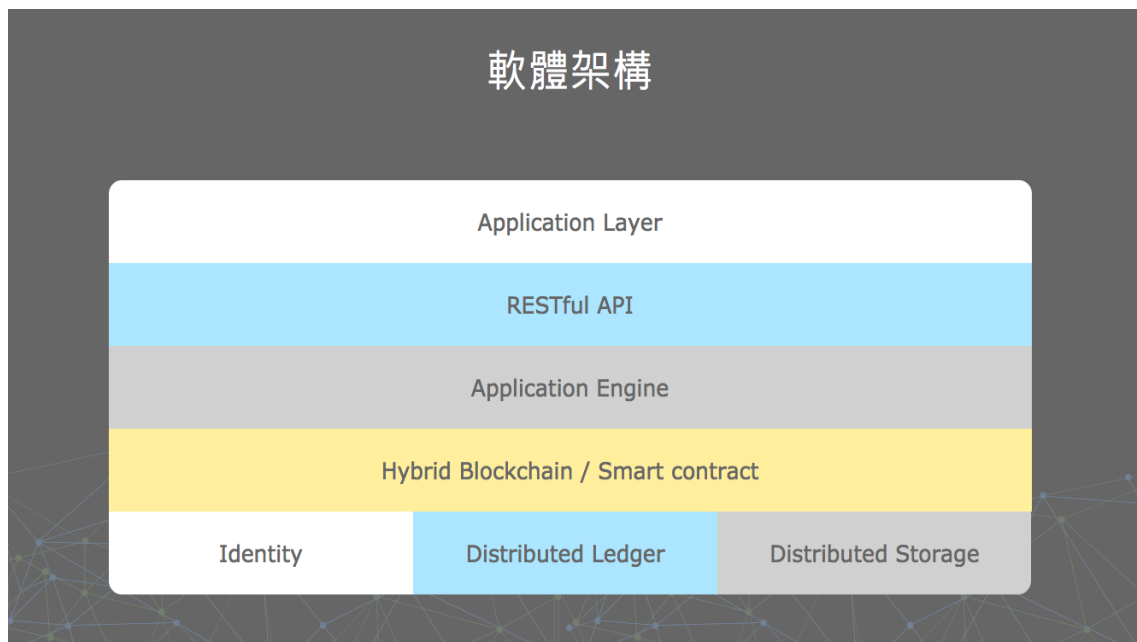 軟體架構
Application Layer
RESTful API
Application Engine
Hybrid Blockchain / Smart contract
Identity
Distributed Ledger
Distributed Storage